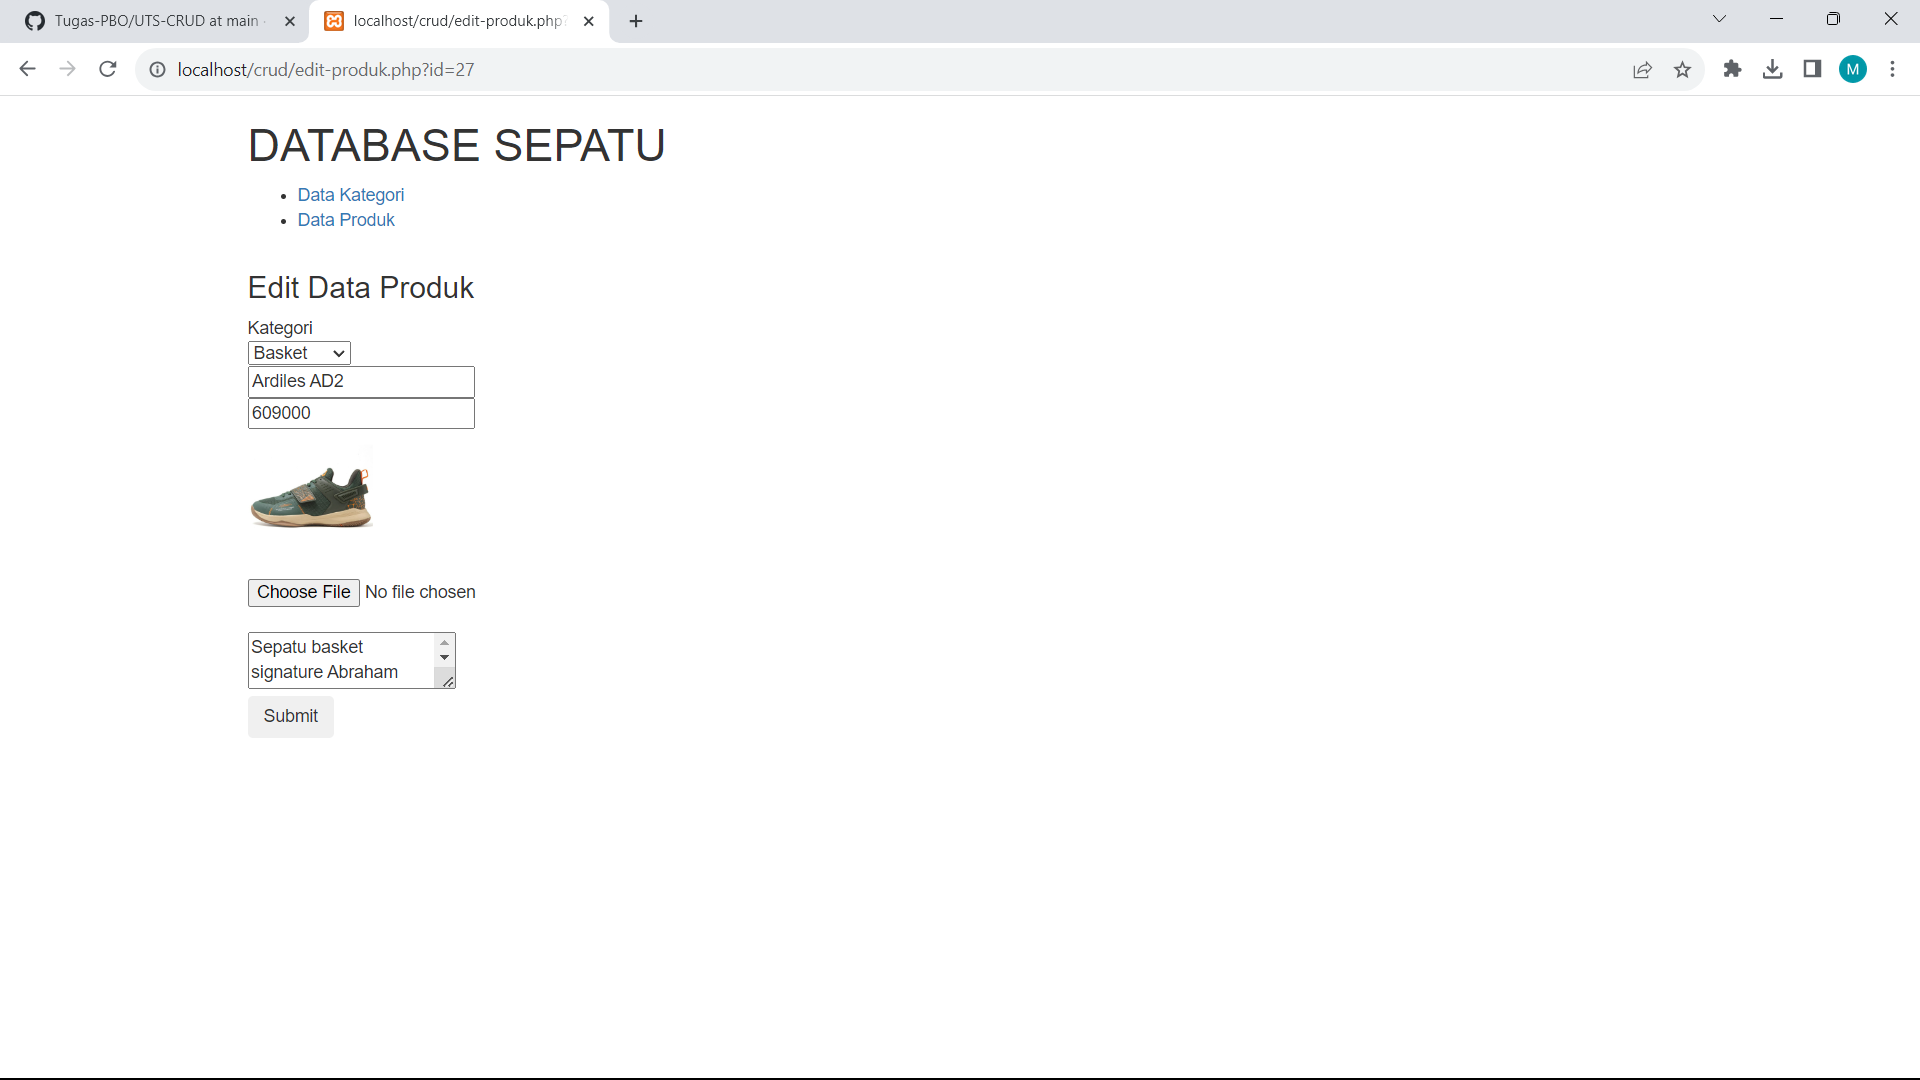 Tugas-PBO/UTS-CRUD at main
localhost/crud/edit-produk.php?
localhost/crud/edit-produk.php?id=27
M
DATABASE SEPATU
Data Kategori
Data Produk
Edit Data Produk
Kategori
Basket
Ardiles AD2
609000
Choose File No file chosen
Sepatu basket
signature Abraham
Submit